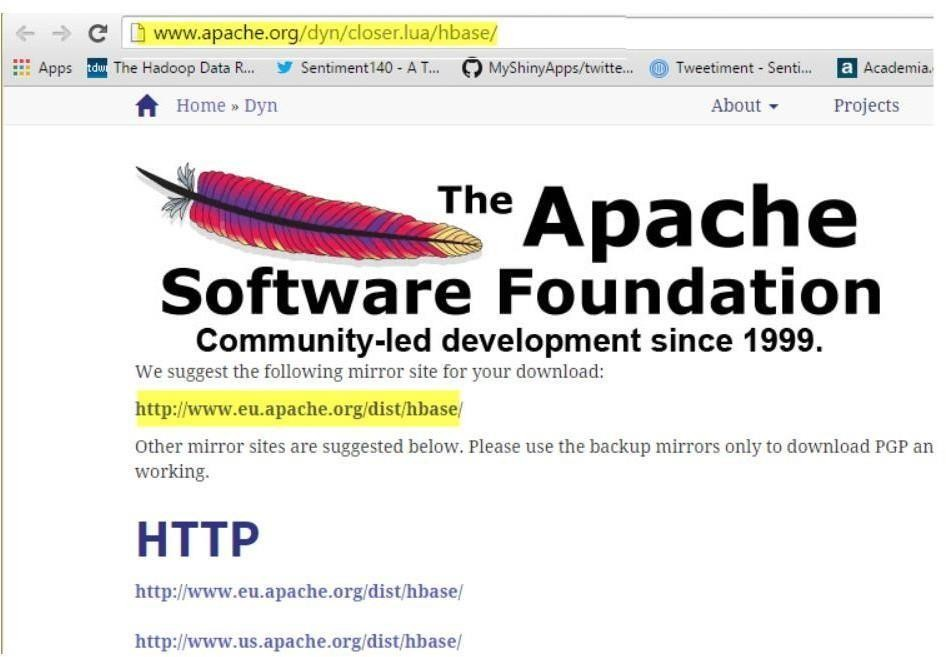 www.apache.org/dyn/closer.lua/hbase/
Apps tdwi The Hadoop Data R... Sentiment140 - A T... MyShinyApps/twitte... Tweetiment - Senti... a Academia.
Home » Dyn About Projects
The Apache
Software Foundation
Community-led development since 1999.
We suggest the following mirror site for your download:
http://www.eu.apache.org/dist/hbase/
Other mirror sites are suggested below. Please use the backup mirrors only to download PGP an
working.
HTTP
http://www.eu.apache.org/dist/hbase/
http://www.us.apache.org/dist/hbase/